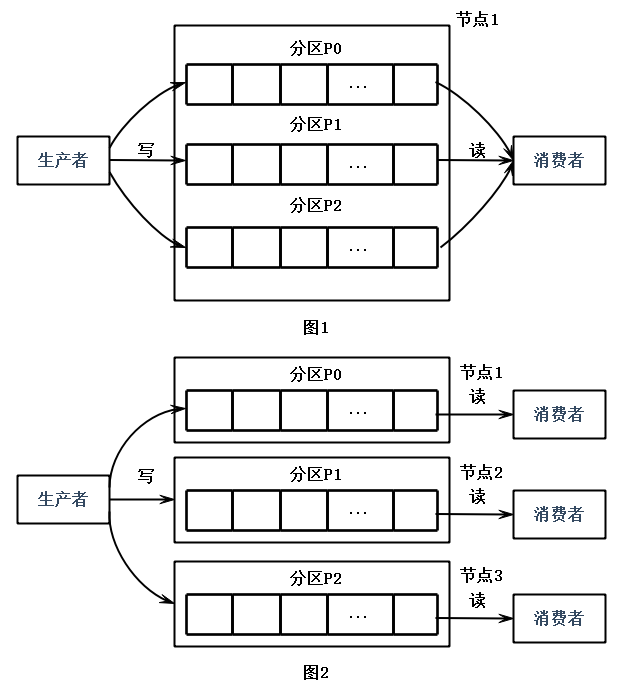 节点1
分区P0
...
分区P1
生产者
写
...
读
消费者
分区P2
...
图1
节点1
分区P0
读
...
消费者
节点2
分区P1
生产者
写
读
...
消费者
节点3
分区P2
读
...
消费者
图2